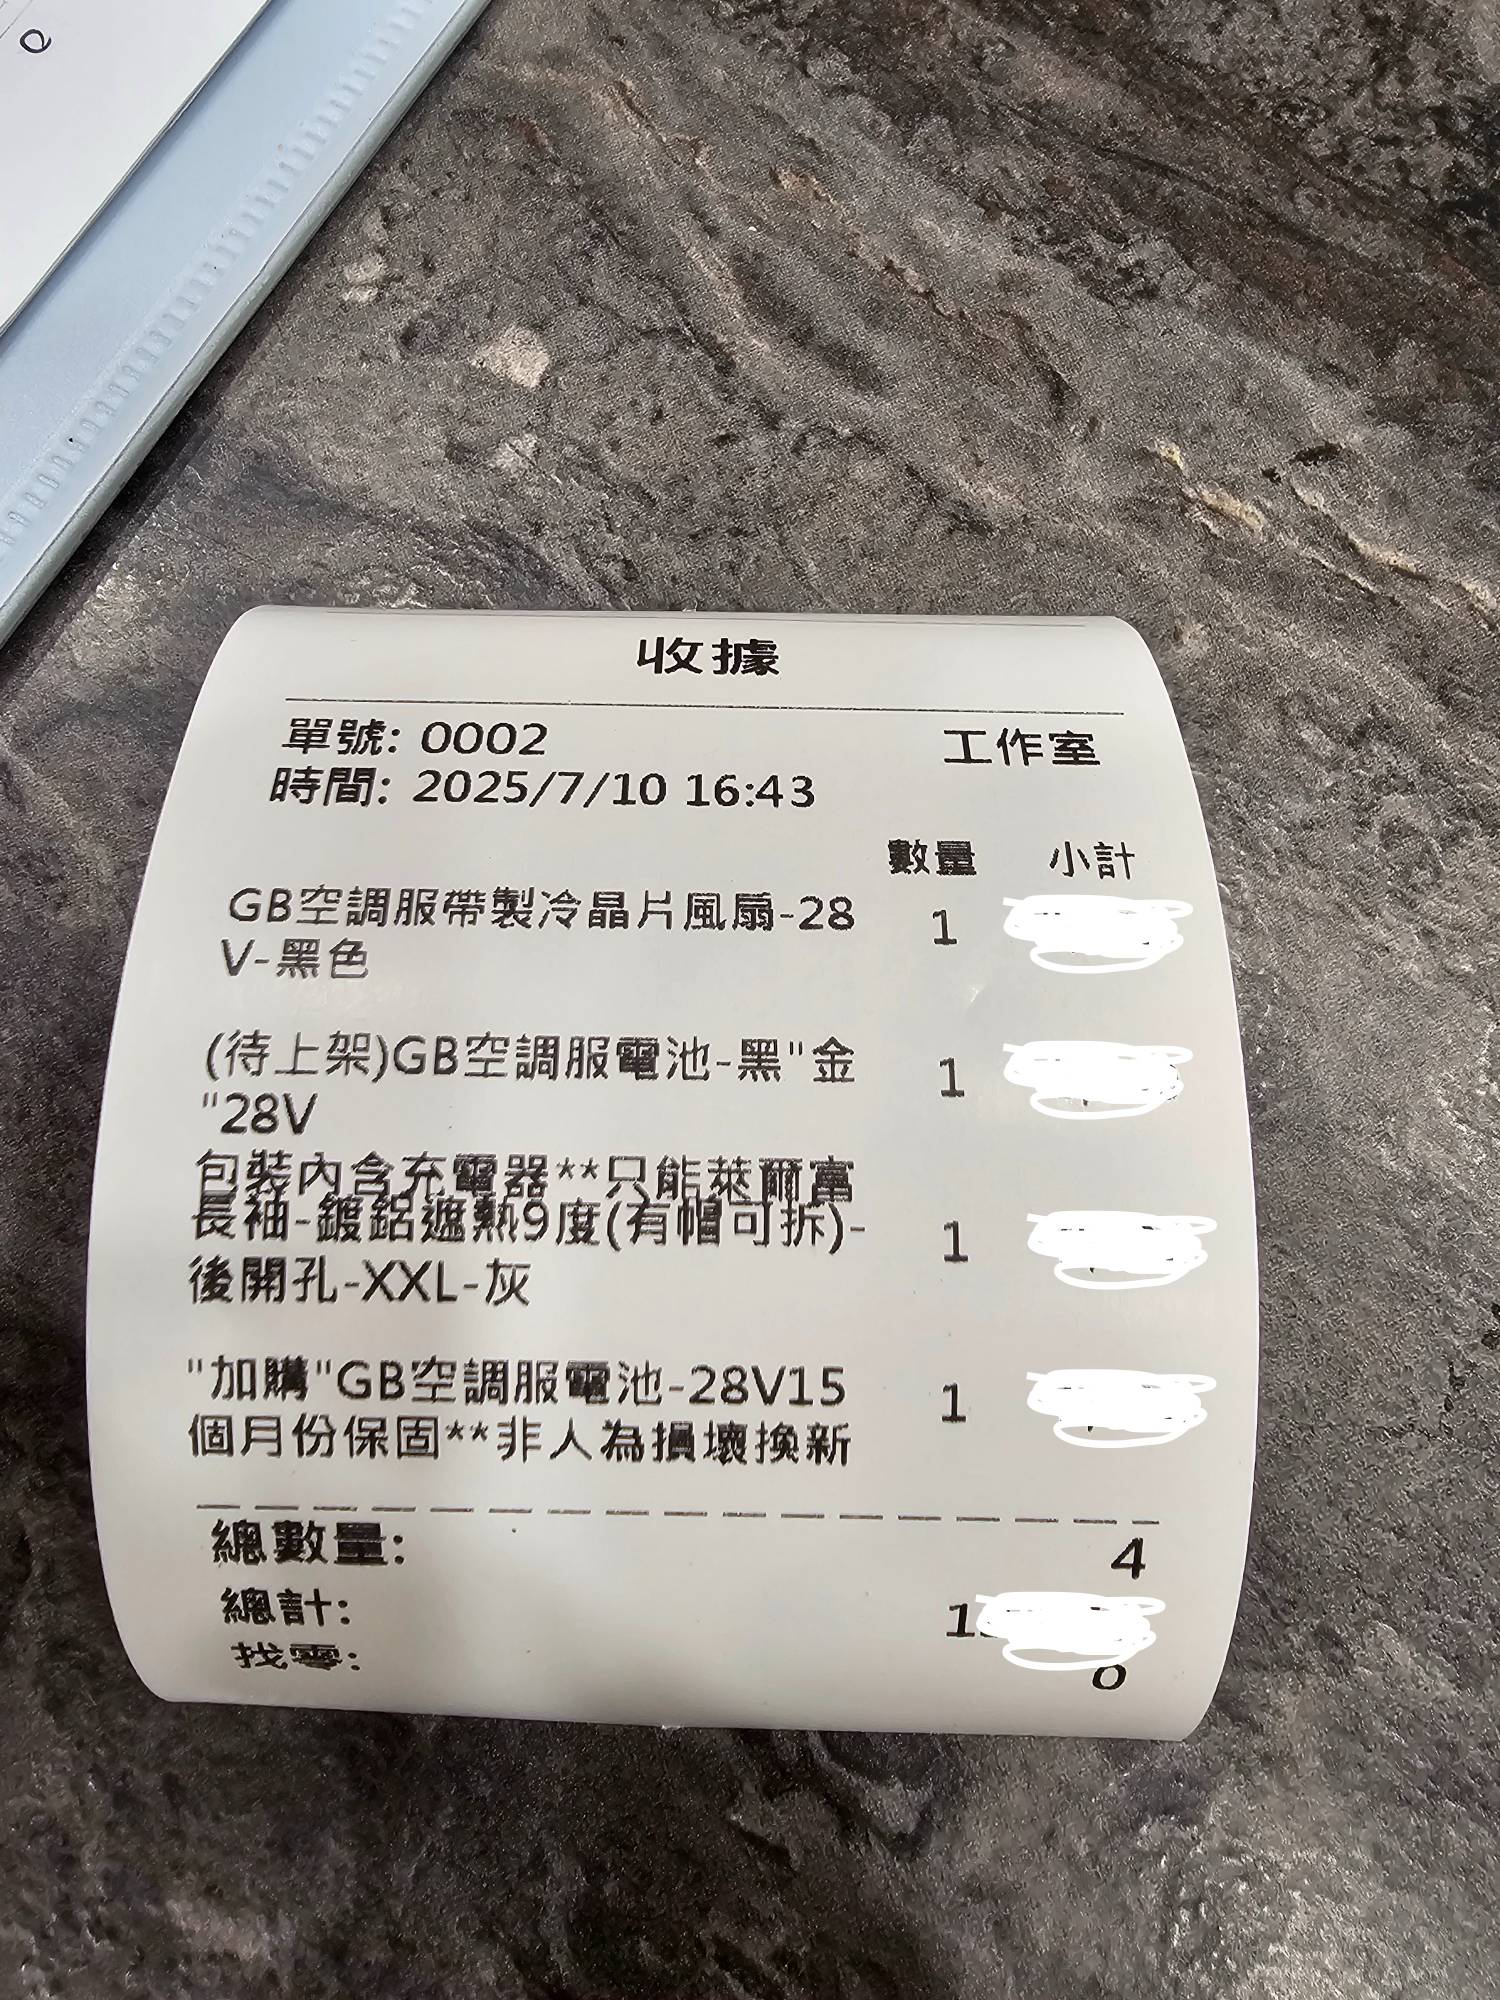 收據
單號: 0002 工作室
時間: 2025/7/10 16:43
數量 小計
GB空調服帶製冷晶片風扇-28 1
V-黑色
(待上架)GB空調服電池-黑"金 1
"28V
包裝內含充電器**只能萊爾富
長袖-鍍鋁遮熱9度(有帽可拆)- 1
後開孔-XXL-灰
"加購"GB空調服電池-28V15 1
個月份保固**非人為損壞換新
總數量: 4
總計: 1
找零: 0